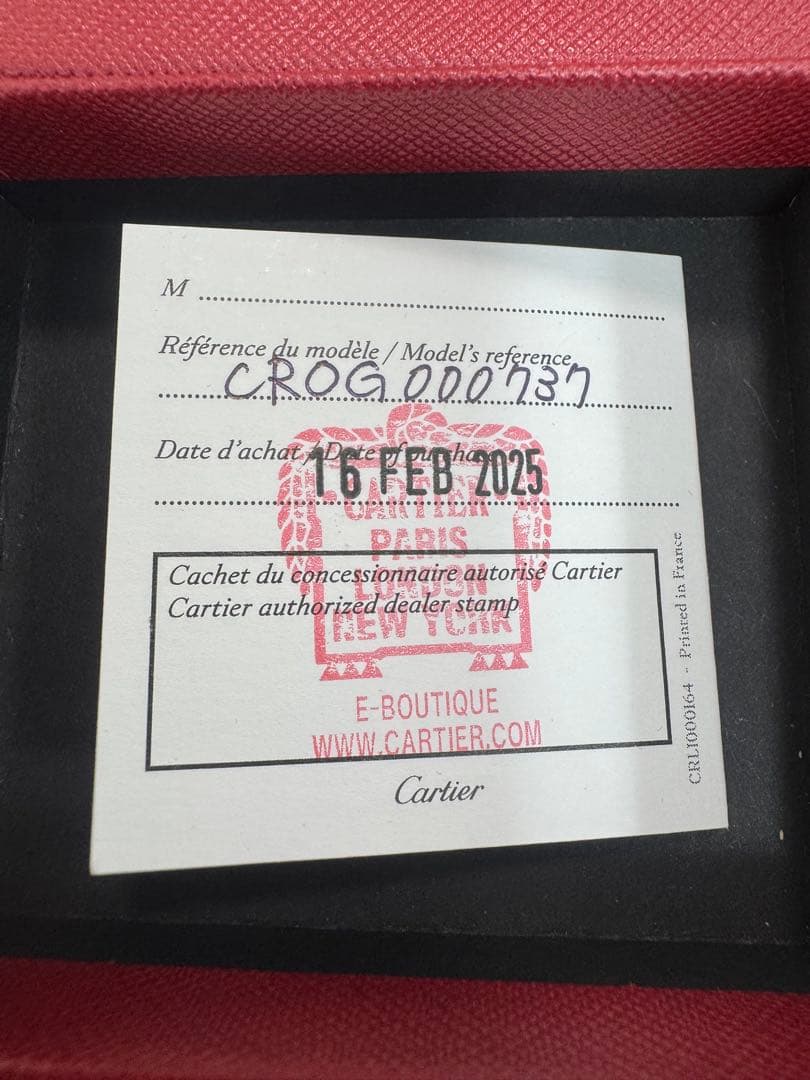 M
Référence du modèle / Model's reference
CROG000737
Date d'achat / Date of purchase
16 FEB 2025
CARTIER
PARIS
LONDON
NEW YORK
Cachet du concessionnaire autorisé Cartier
Cartier authorized dealer stamp
E-BOUTIQUE
WWW.CARTIER.COM
Cartier
CRLI000164 - Printed in France